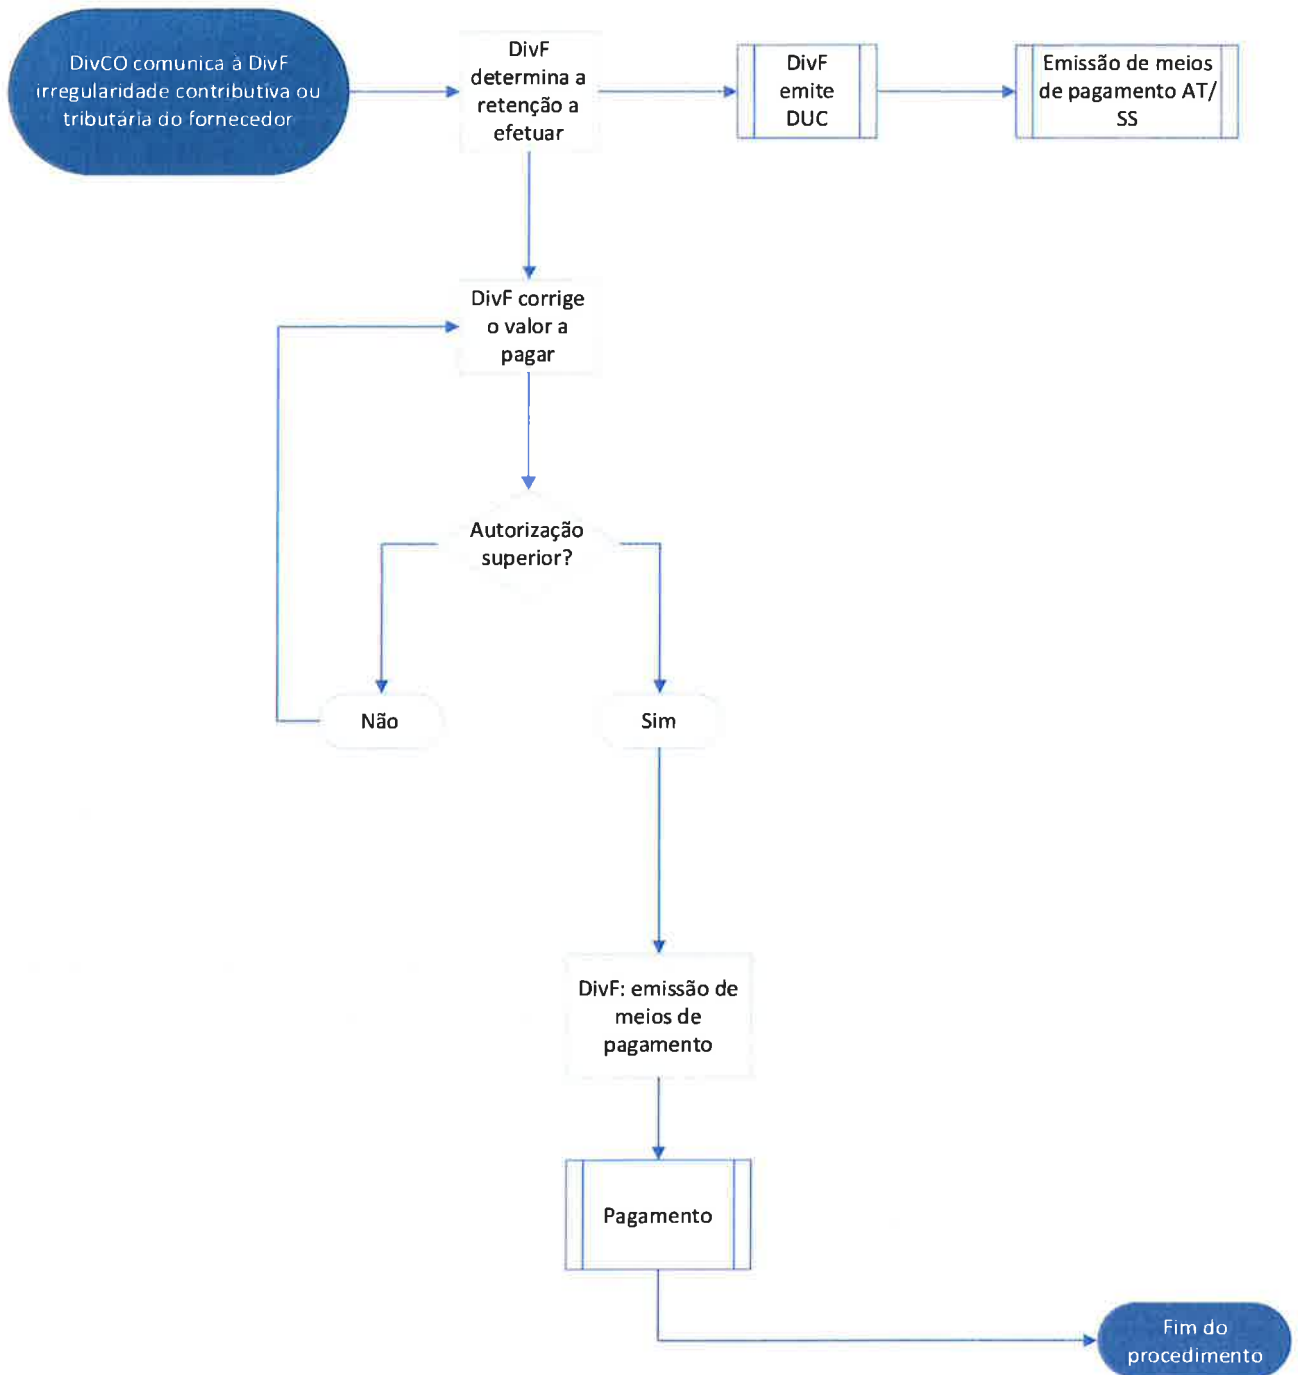 DivCO comunica à DivF
irregularidade contributiva ou
tributária do fornecedor
DivF
determina a
retenção a
efetuar
DivF
emite
DUC
Emissão de meios
de pagamento AT/
SS
DivF corrige
o valor a
pagar
Autorização
superior?
Não
Sim
DivF: emissão de
meios de
pagamento
Pagamento
Fim do
procedimento